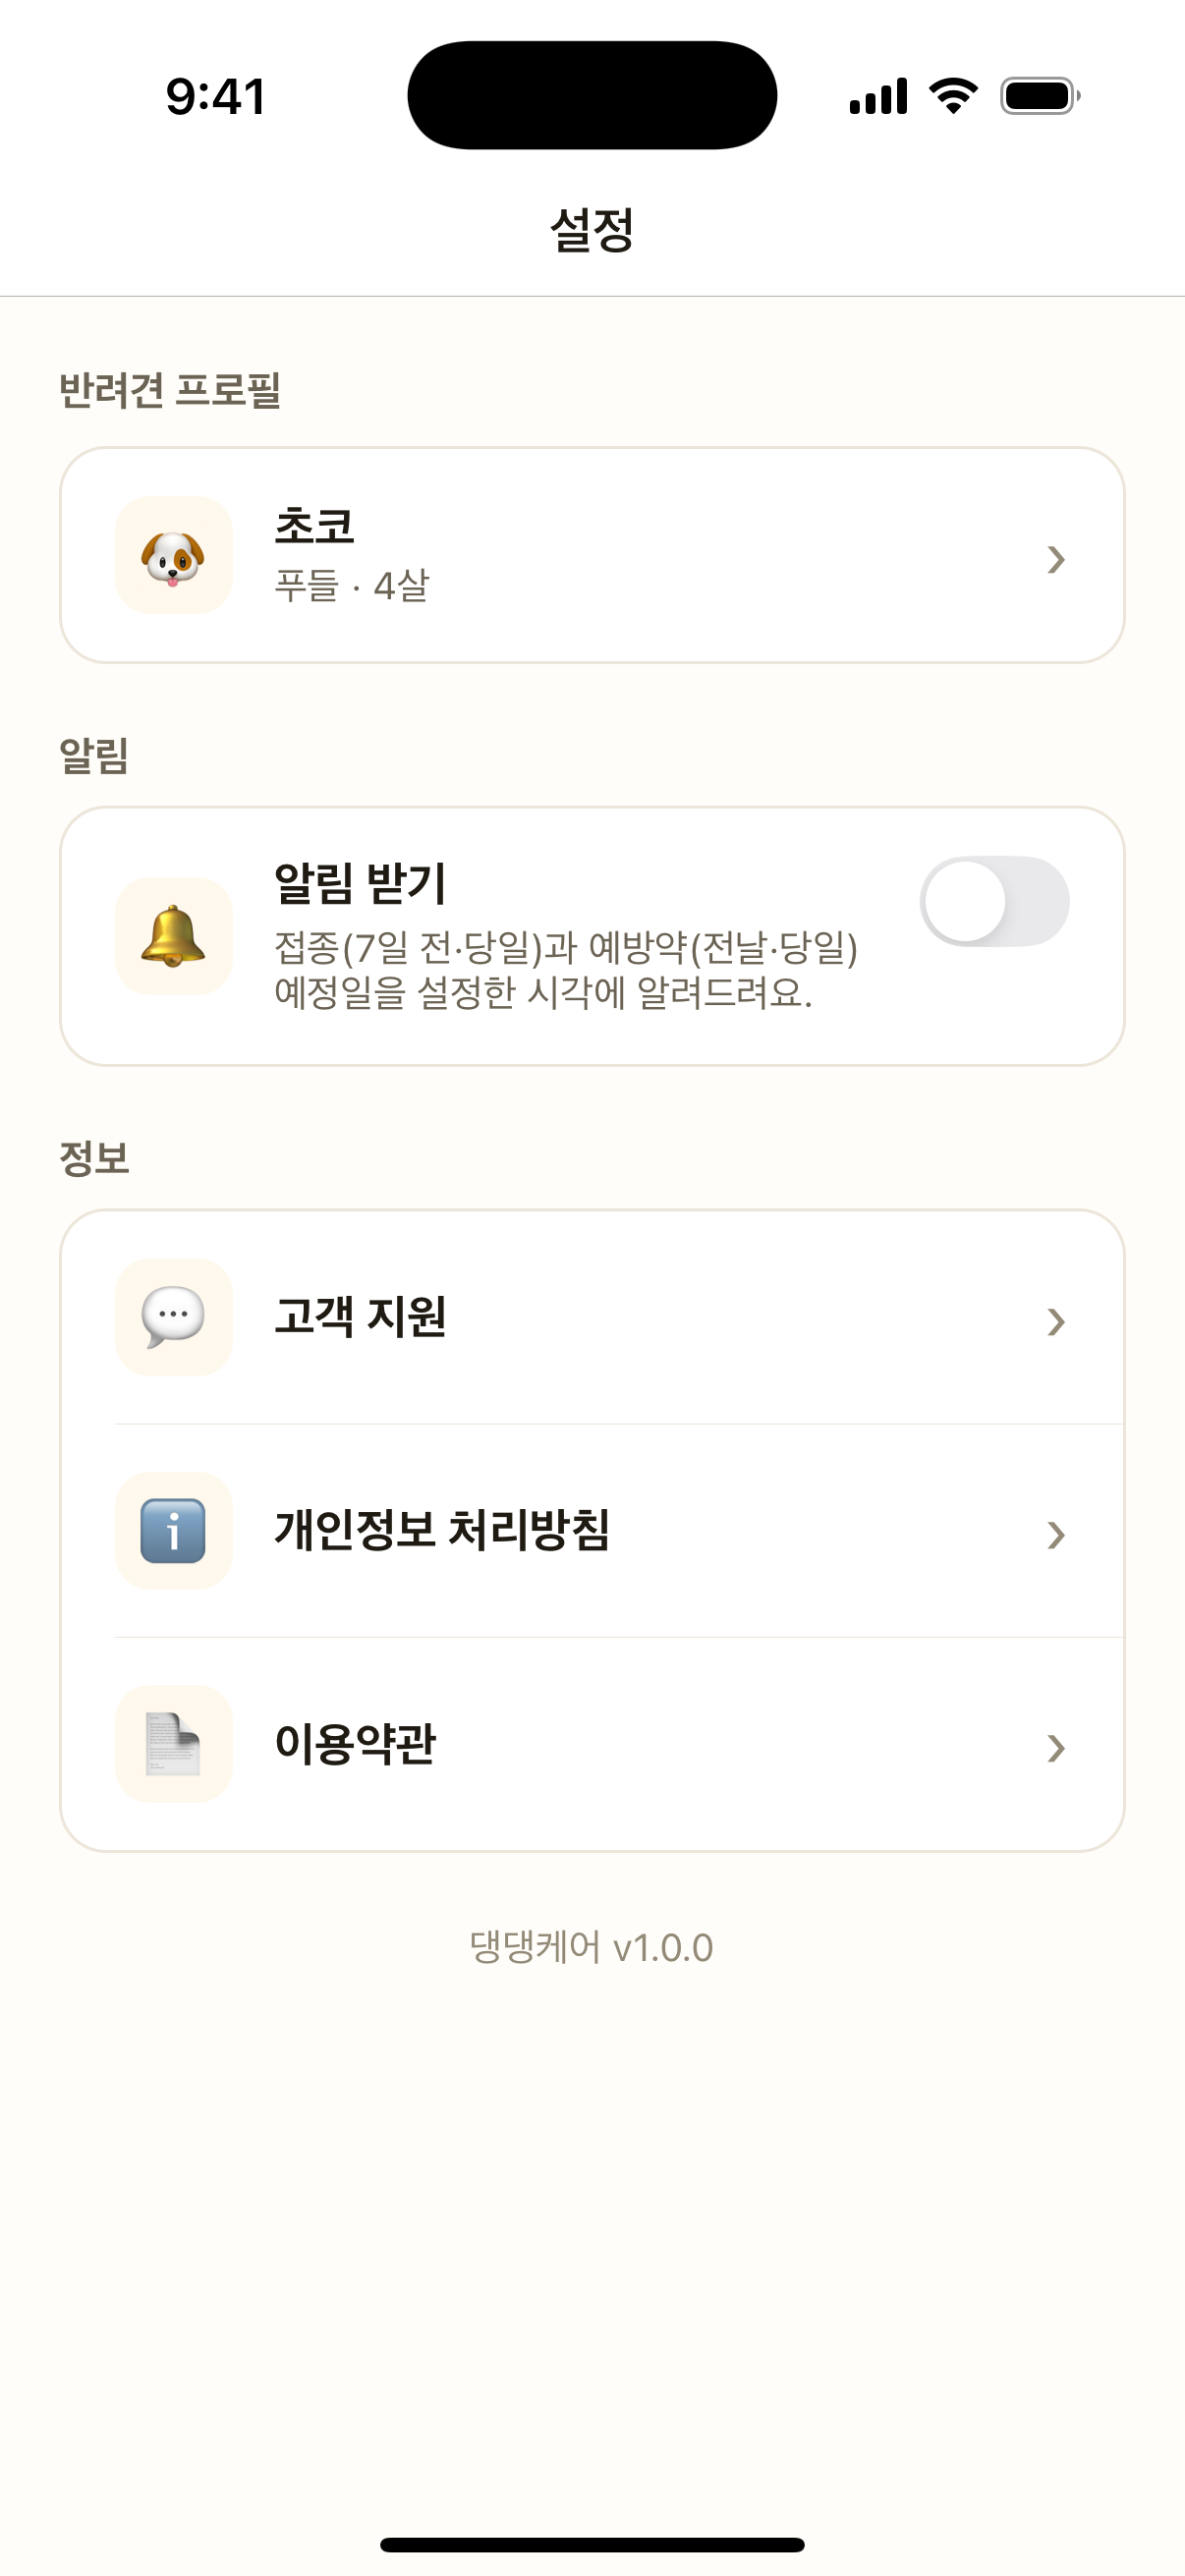 9:41
설정
반려견 프로필
초코
푸들 · 4살
알림
알림 받기
접종(7일 전·당일)과 예방약(전날·당일)
예정일을 설정한 시각에 알려드려요.
정보
고객 지원
개인정보 처리방침
이용약관
댕댕케어 v1.0.0